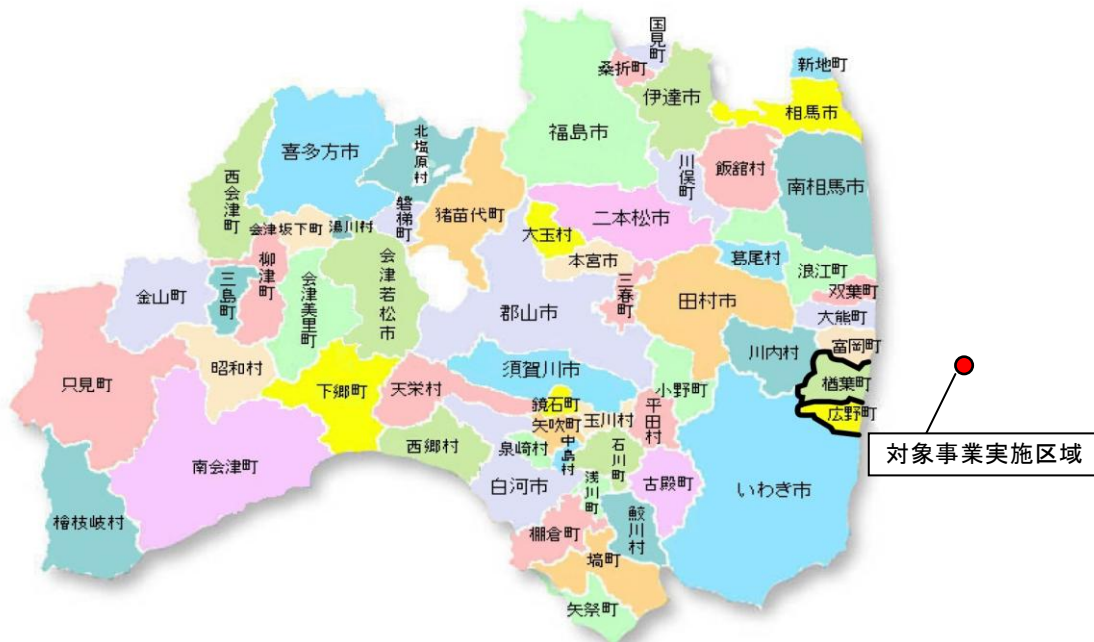 国見町
桑折町
新地町
伊達市
相馬市
福島市
喜多方市
北塩原村
川俣町
飯舘村
南相馬市
西会津町
猪苗代町
磐梯町
二本松市
会津坂下町
湯川村
大玉村
葛尾村
浪江町
本宮市
柳津町
会津若松市
三春町
双葉町
金山町
三島町
会津美里町
田村市
大熊町
郡山市
川内村
富岡町
昭和村
須賀川市
只見町
下郷町
天栄村
小野町
楢葉町
鏡石町
玉川村
平田村
広野町
矢吹町
西郷村
泉崎村
中島村
石川町
対象事業実施区域
南会津町
白河市
浅川町
古殿町
いわき市
檜枝岐村
棚倉町
鮫川村
塙町
矢祭町